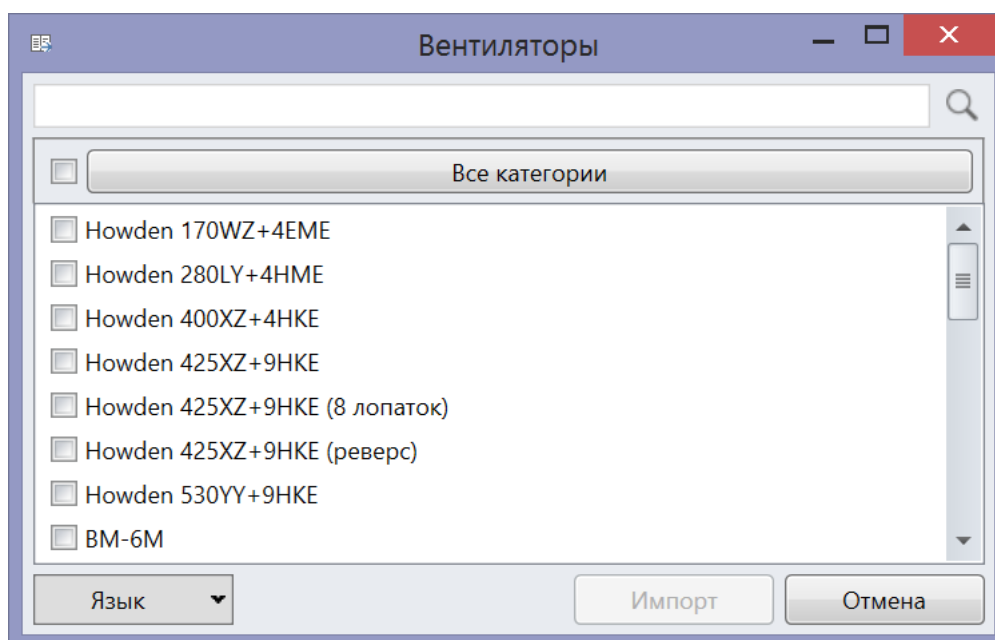 Вентиляторы
Все категории
Howden 170WZ+4EME
Howden 280LY+4HME
Howden 400XZ+4HKE
Howden 425XZ+9HKE
Howden 425XZ+9HKE (8 лопаток)
Howden 425XZ+9HKE (реверс)
Howden 530YY+9HKE
ВМ-6М
Язык Импорт Отмена